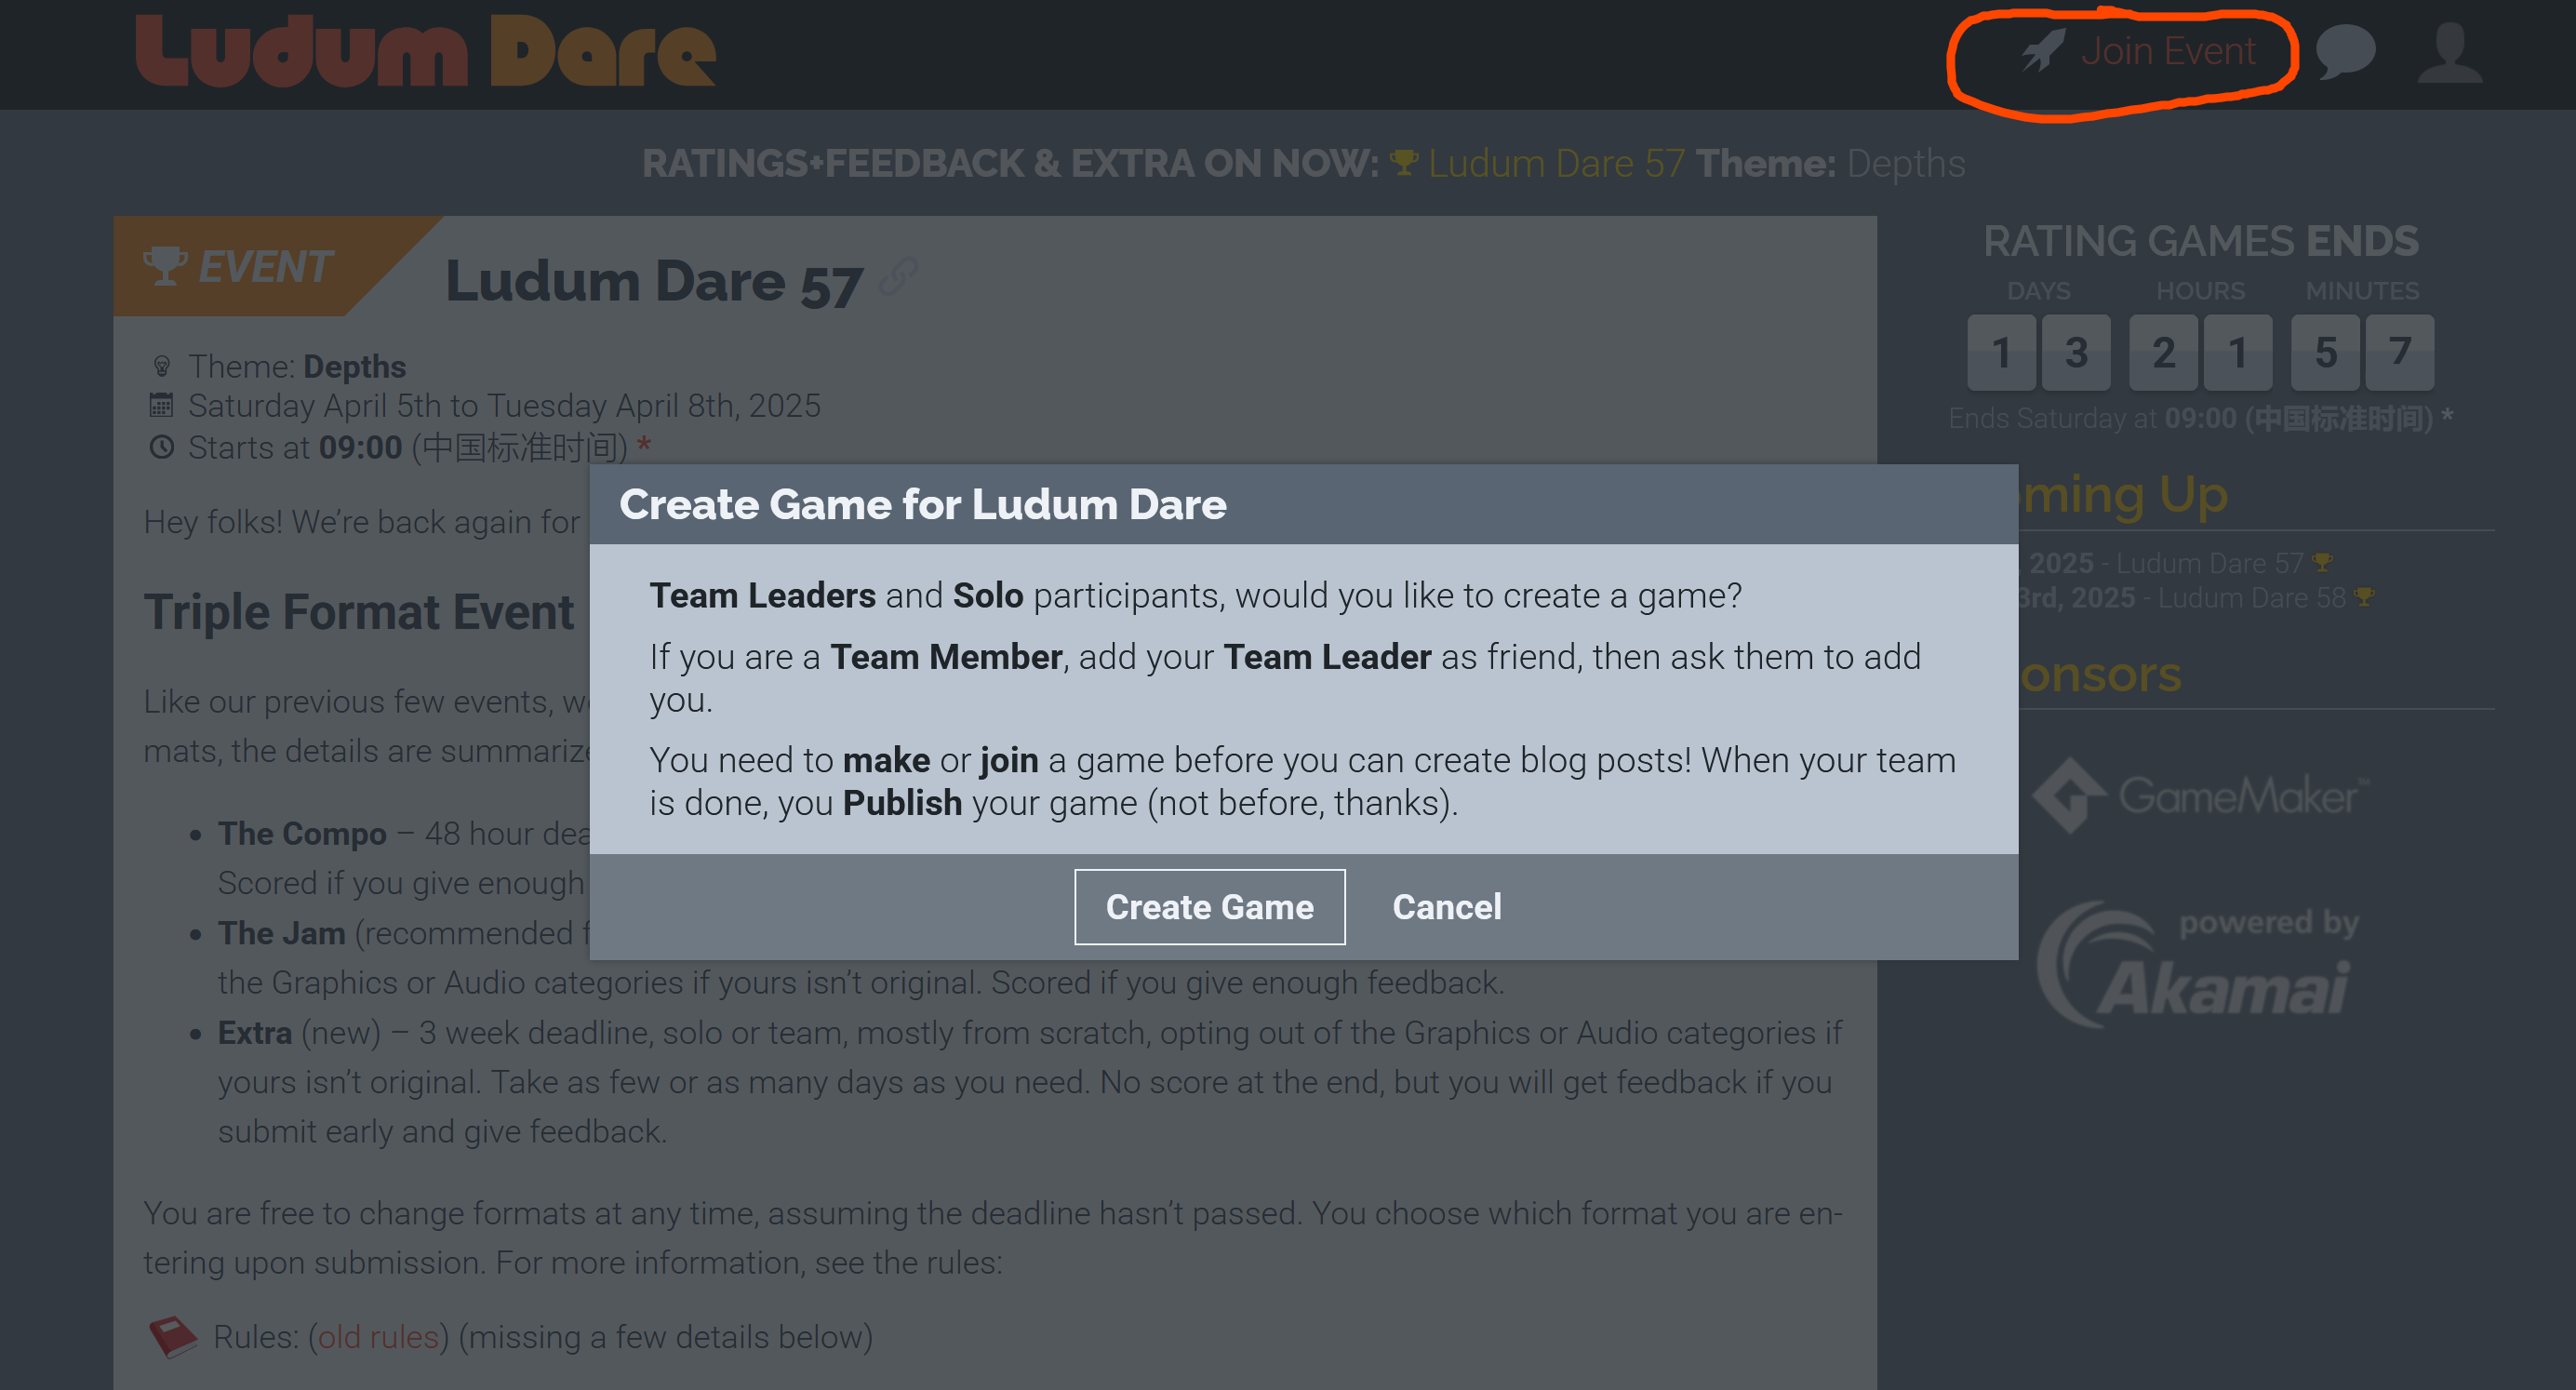 Ludum Dare
Join Event
RATINGS+FEEDBACK & EXTRA ON NOW: Ludum Dare 57 Theme: Depths
EVENT
Ludum Dare 57
Theme: Depths
Saturday April 5th to Tuesday April 8th, 2025
Starts at 09:00 (中国标准时间) *
Hey folks! We’re back again for
Triple Format Event
Like our previous few events, we
mats, the details are summarize
• The Compo – 48 hour dea
Scored if you give enough
• The Jam (recommended f
the Graphics or Audio categories if yours isn’t original. Scored if you give enough feedback.
• Extra (new) – 3 week deadline, solo or team, mostly from scratch, opting out of the Graphics or Audio categories if
yours isn’t original. Take as few or as many days as you need. No score at the end, but you will get feedback if you
submit early and give feedback.
You are free to change formats at any time, assuming the deadline hasn’t passed. You choose which format you are en-
tering upon submission. For more information, see the rules:
Rules: (old rules) (missing a few details below)
Create Game for Ludum Dare
Team Leaders and Solo participants, would you like to create a game?
If you are a Team Member, add your Team Leader as friend, then ask them to add
you.
You need to make or join a game before you can create blog posts! When your team
is done, you Publish your game (not before, thanks).
Create Game
Cancel
RATING GAMES ENDS
DAYS HOURS MINUTES
1 3 2 1 5 7
Ends Saturday at 09:00 (中国标准时间) *
ming Up
, 2025 - Ludum Dare 57
3rd, 2025 - Ludum Dare 58
onsors
GameMaker™
powered by
Akamai